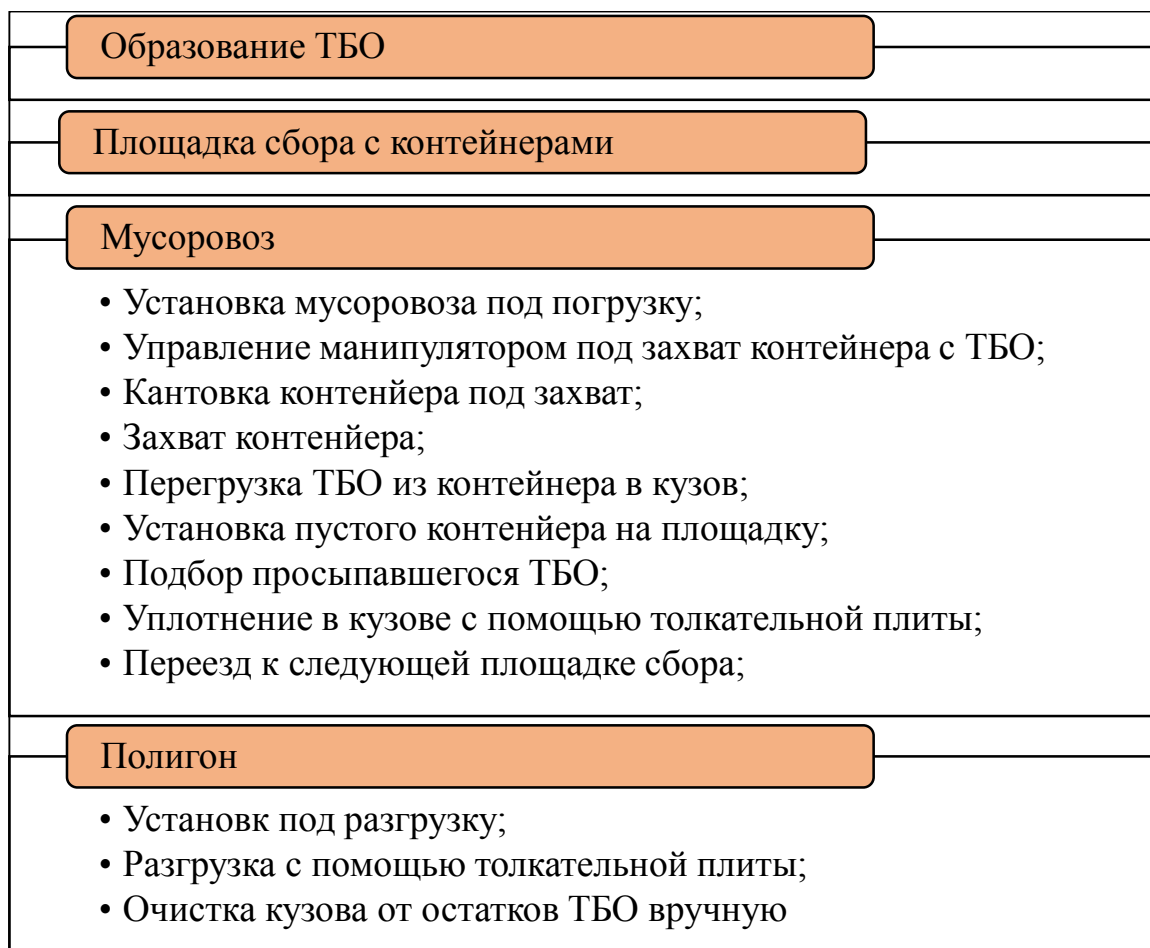 Образование ТБО
Площадка сбора с контейнерами
Мусоровоз
• Установка мусоровоза под погрузку;
• Управление манипулятором под захват контейнера с ТБО;
• Кантовка контенйера под захват;
• Захват контенйера;
• Перегрузка ТБО из контейнера в кузов;
• Установка пустого контенйера на площадку;
• Подбор просыпавшегося ТБО;
• Уплотнение в кузове с помощью толкательной плиты;
• Переезд к следующей площадке сбора;
Полигон
• Установк под разгрузку;
• Разгрузка с помощью толкательной плиты;
• Очистка кузова от остатков ТБО вручную